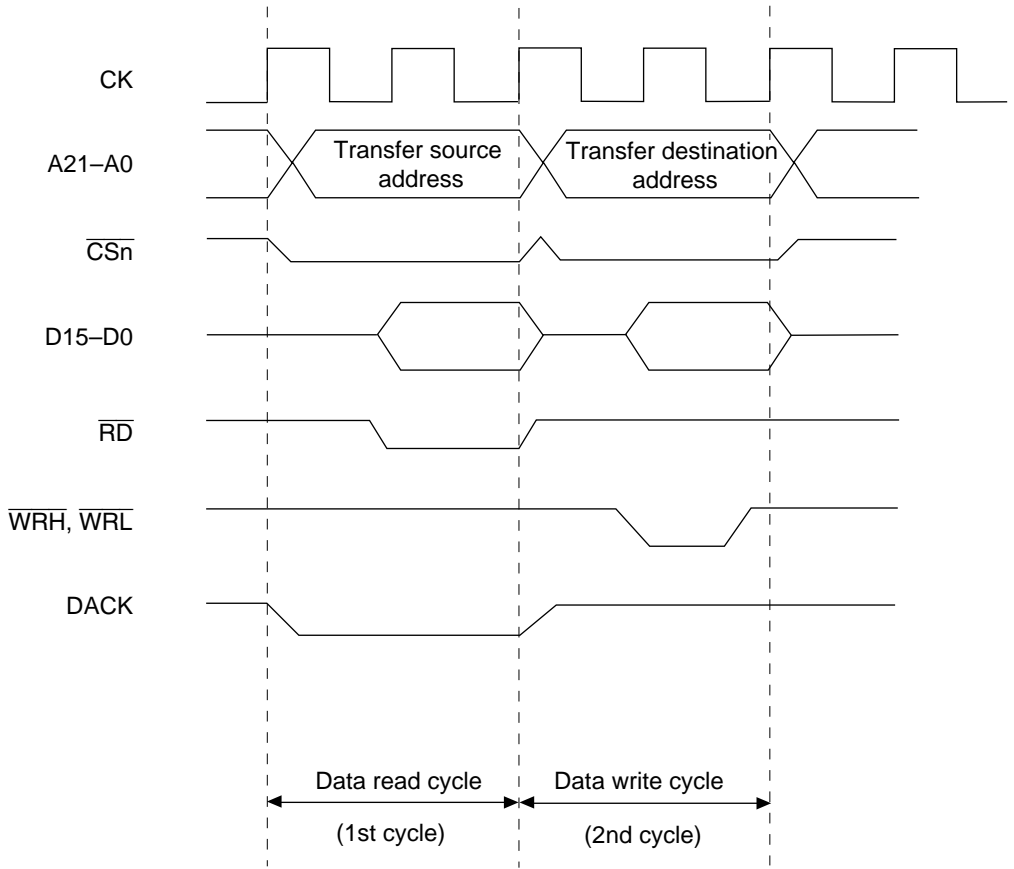 CK
A21–A0
Transfer source
address
Transfer destination
address
CSn
D15–D0
RD
WRH, WRL
DACK
Data read cycle
(1st cycle)
Data write cycle
(2nd cycle)